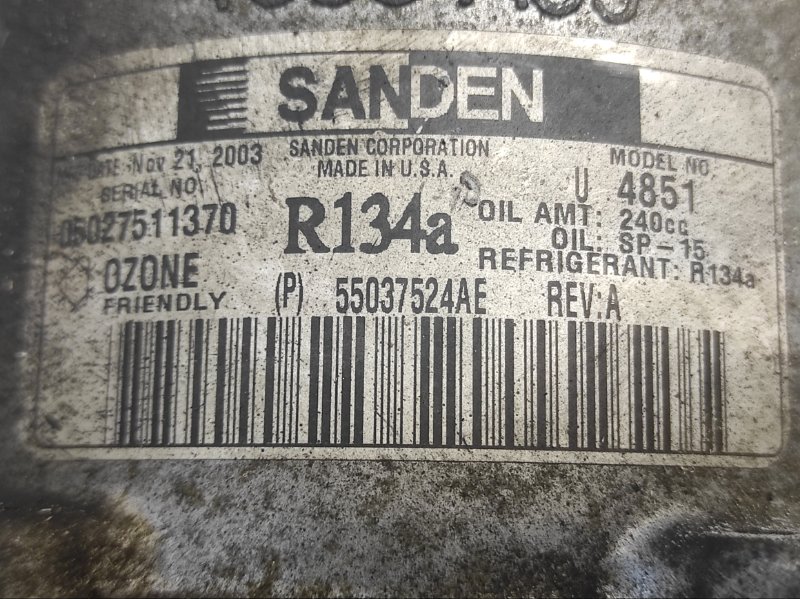 SANDEN
DATE Nov 21, 2003
SANDEN CORPORATION
MADE IN U.S.A.
MODEL NO.
U 4851
SERIAL NO
05027511370
R134a
OIL AMT: 240cc
OIL: SP-15
REFRIGERANT: R134a
OZONE
FRIENDLY
(P) 55037524AE REV:A